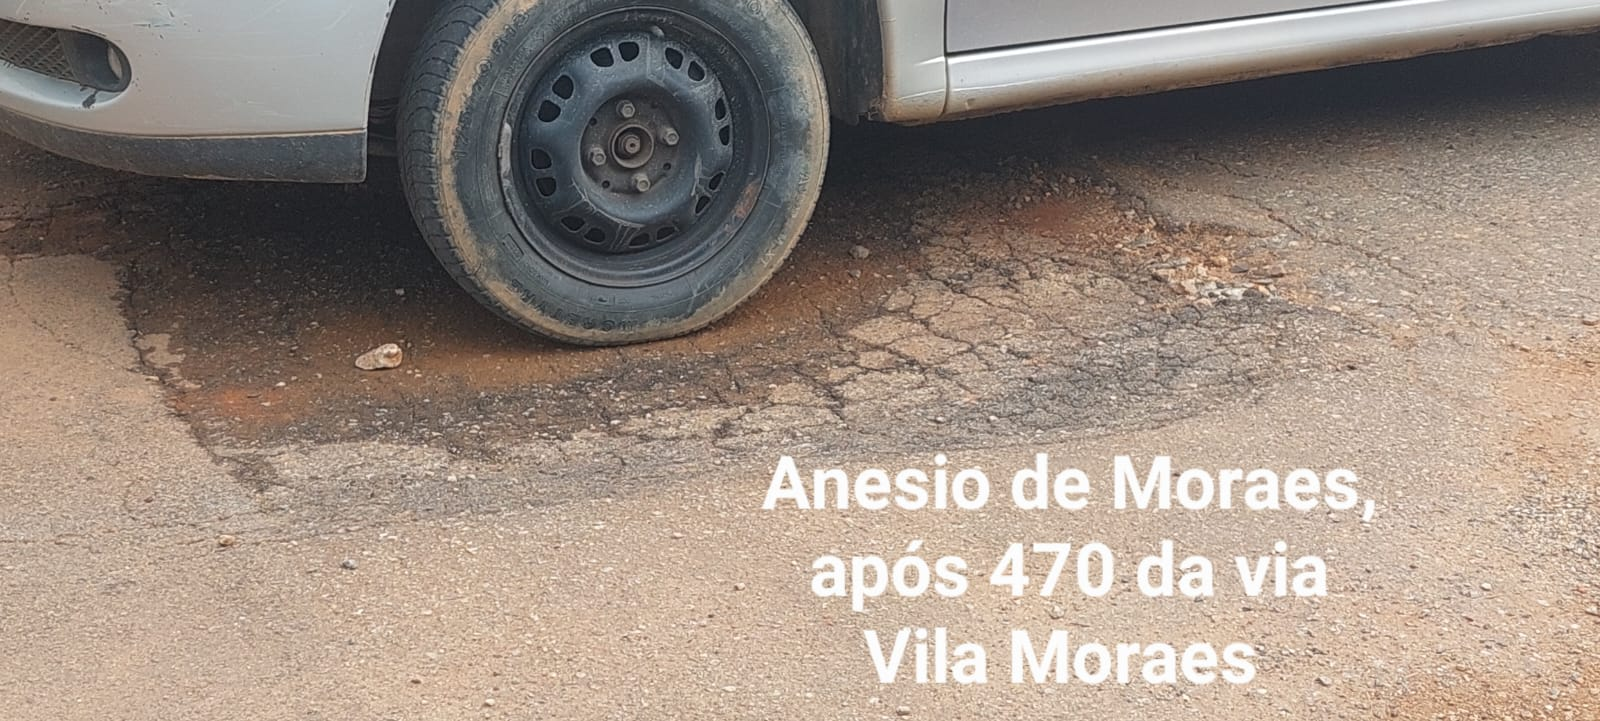 Anesio de Moraes,
após 470 da via
Vila Moraes